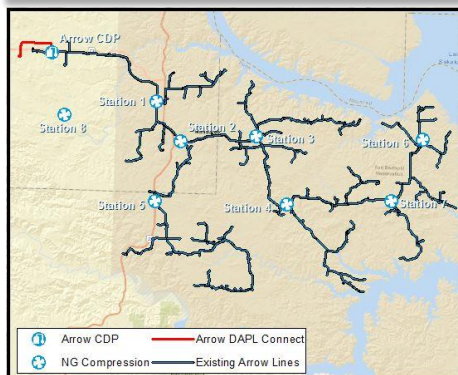 Arrow CDP
Station 1
Station 8
Station 2
Station 3
Station 6
Station 5
Station 4
Station 7
Arrow CDP
Arrow DAPL Connect
NG Compression
Existing Arrow Lines